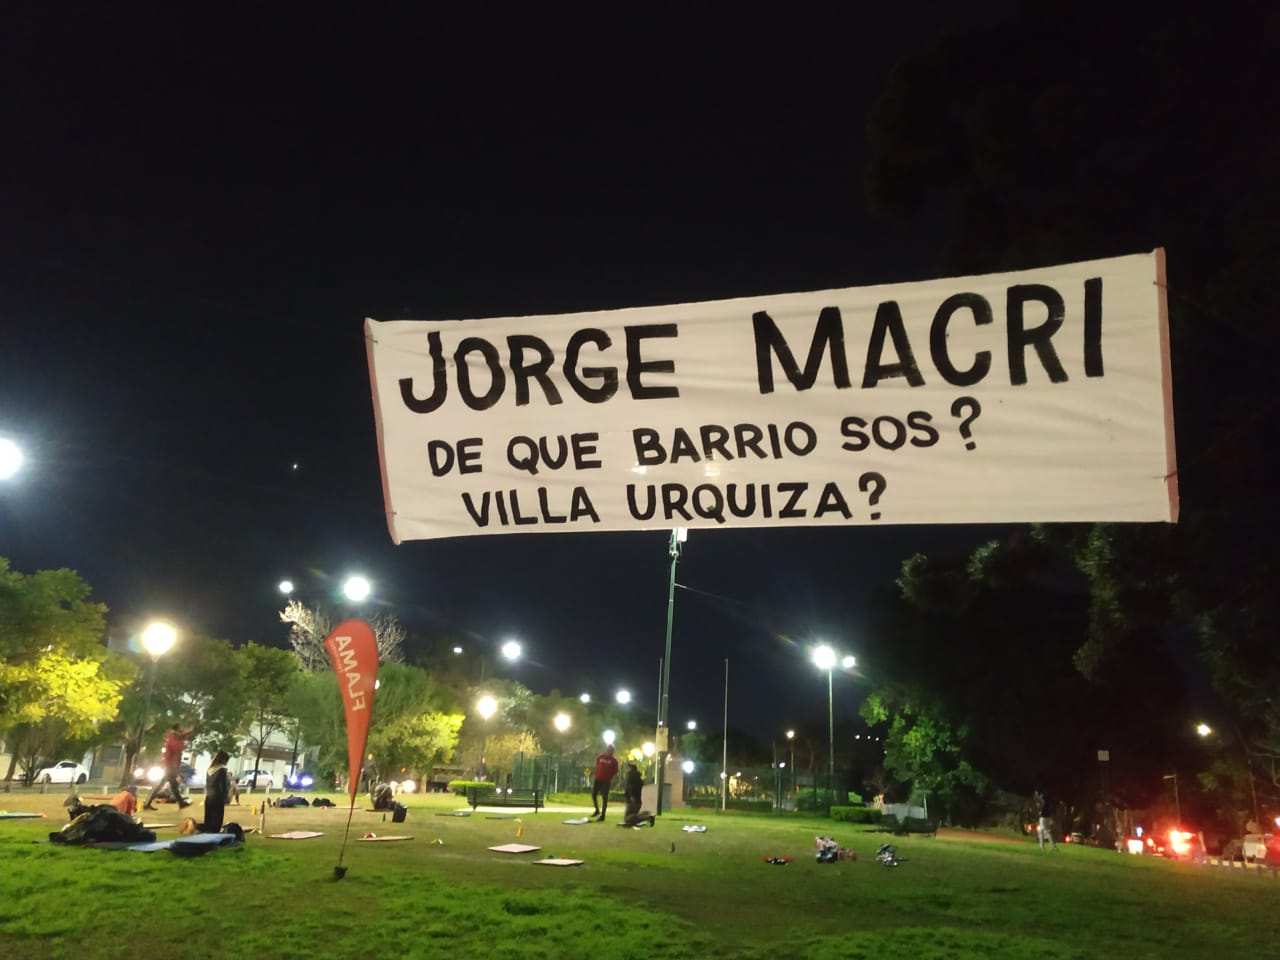 JORGE MACRI
DE QUE BARRIO SOS?
VILLA URQUIZA?
FLAMA